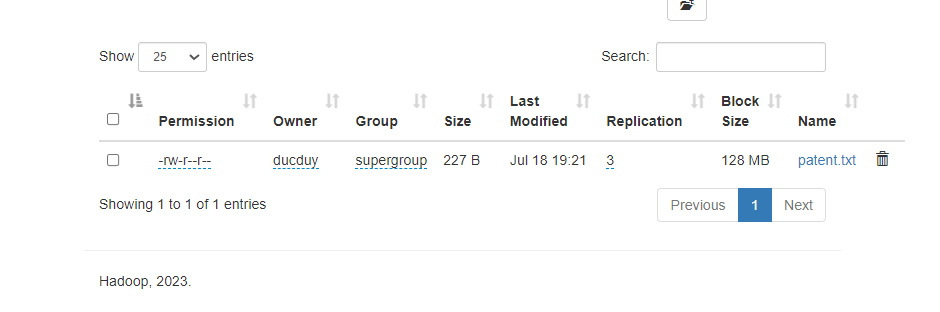 Show 25 entries Search:
Permission Owner Group Size Last Modified Replication Block Size Name
-rw-r--r-- ducduy supergroup 227 B Jul 18 19:21 3 128 MB patent.txt
Showing 1 to 1 of 1 entries Previous 1 Next
Hadoop, 2023.